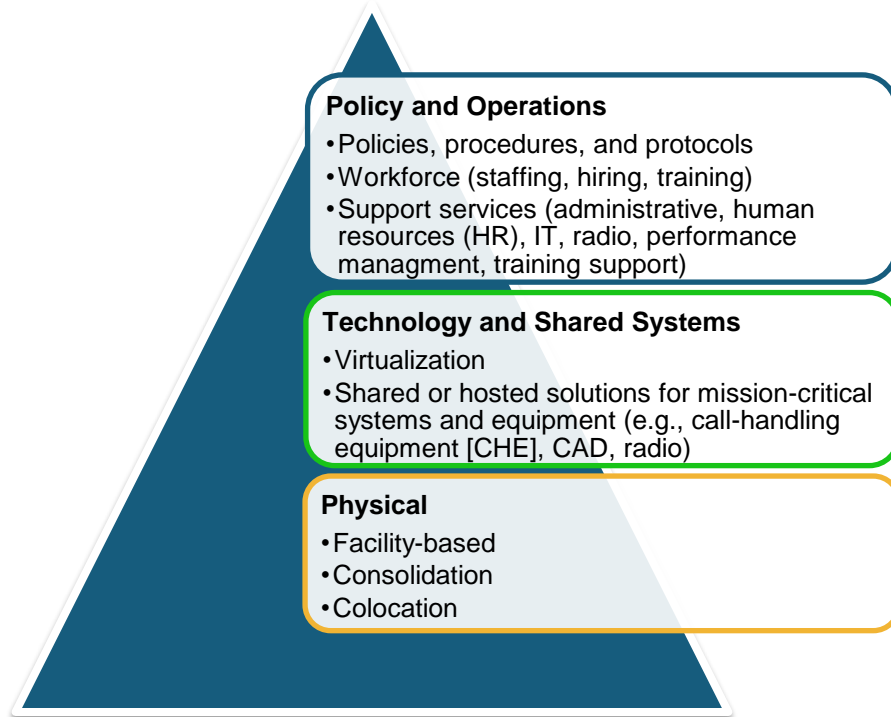 Policy and Operations
•Policies, procedures, and protocols
•Workforce (staffing, hiring, training)
•Support services (administrative, human
resources (HR), IT, radio, performance
managment, training support)
Technology and Shared Systems
•Virtualization
•Shared or hosted solutions for mission-critical
systems and equipment (e.g., call-handling
equipment [CHE], CAD, radio)
Physical
•Facility-based
•Consolidation
•Colocation